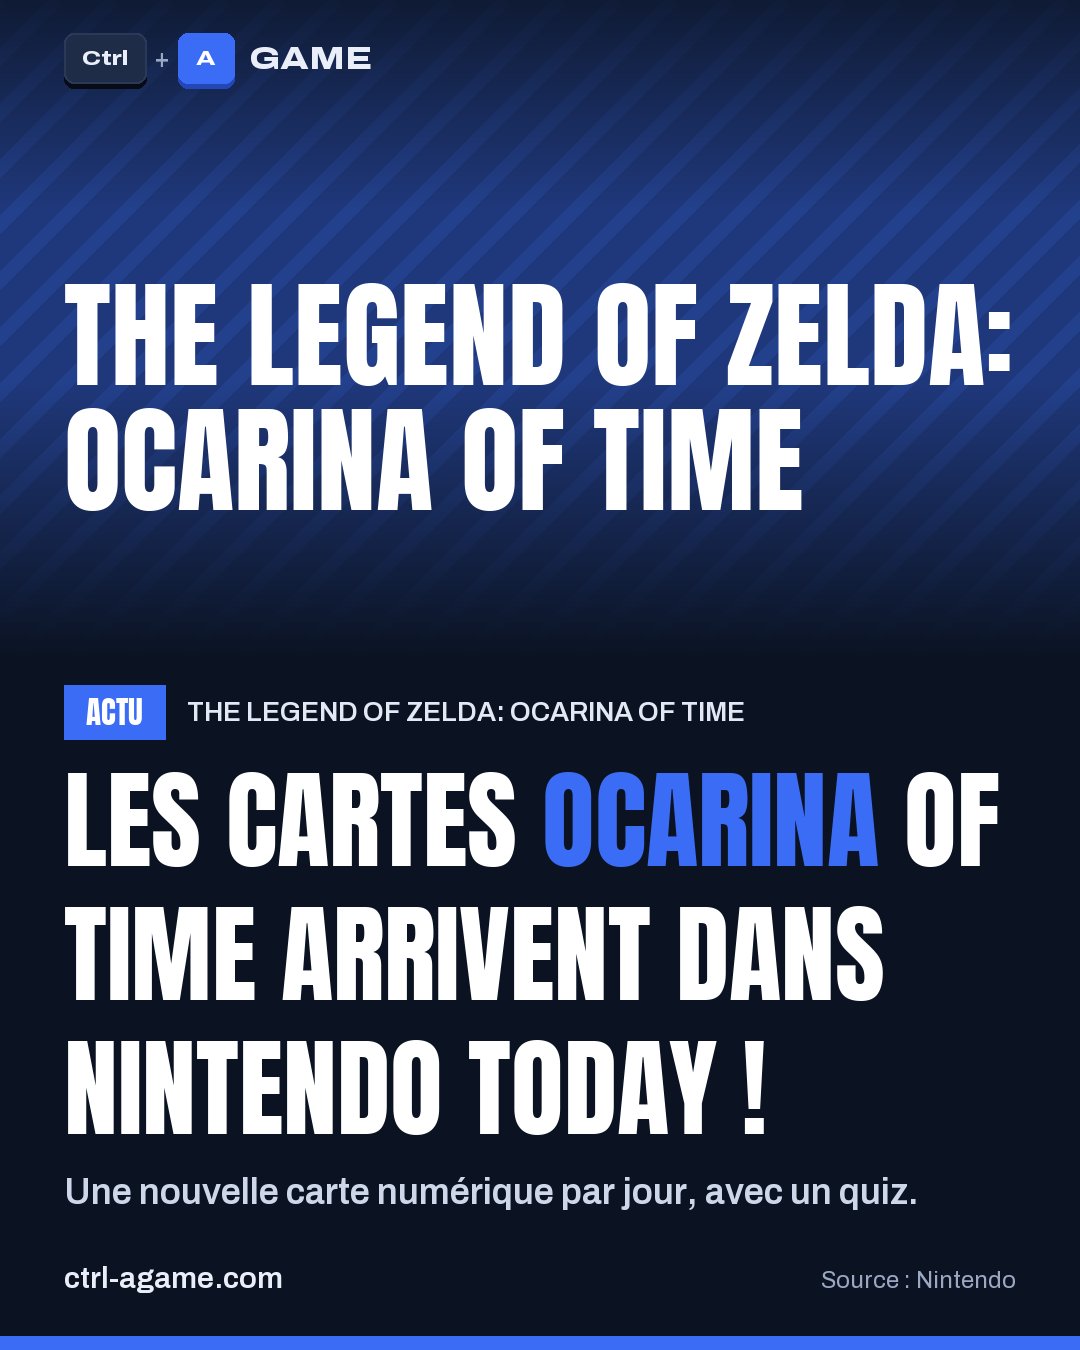 Ctrl + A GAME
THE LEGEND OF ZELDA:
OCARINA OF TIME
ACTU THE LEGEND OF ZELDA: OCARINA OF TIME
LES CARTES OCARINA OF
TIME ARRIVENT DANS
NINTENDO TODAY !
Une nouvelle carte numérique par jour, avec un quiz.
ctrl-agame.com Source : Nintendo